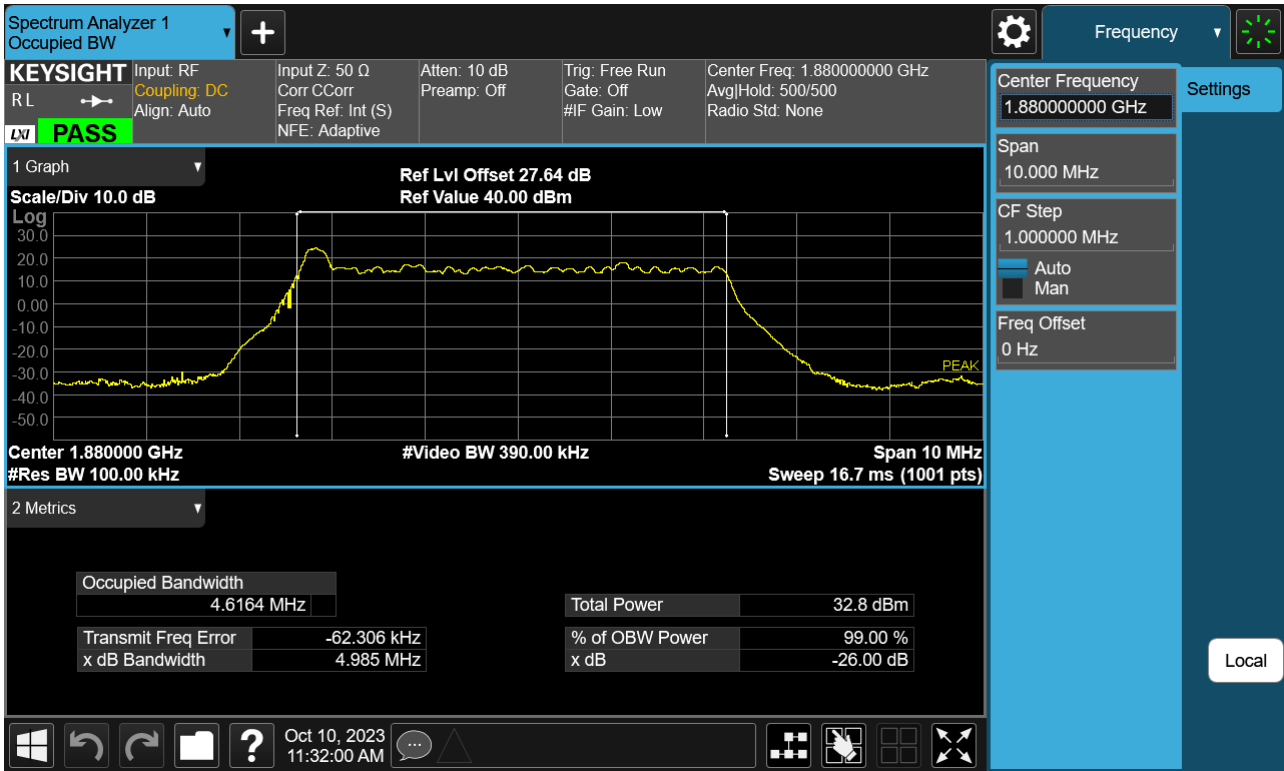 Spectrum Analyzer 1
Occupied BW
Frequency
KEYSIGHT
R L
LXI
PASS
Input: RF
Coupling: DC
Align: Auto
Input Z: 50 Ω
Corr CCorr
Freq Ref: Int (S)
NFE: Adaptive
Atten: 10 dB
Preamp: Off
Trig: Free Run
Gate: Off
#IF Gain: Low
Center Freq: 1.880000000 GHz
Avg|Hold: 500/500
Radio Std: None
Center Frequency
1.880000000 GHz
Settings
Span
10.000 MHz
CF Step
1.000000 MHz
Auto
Man
Freq Offset
0 Hz
Local
1 Graph
Scale/Div 10.0 dB
Ref Lvl Offset 27.64 dB
Ref Value 40.00 dBm
Log
30.0
20.0
10.0
0.00
-10.0
-20.0
-30.0
-40.0
-50.0
PEAK
Center 1.880000 GHz
#Video BW 390.00 kHz
Span 10 MHz
#Res BW 100.00 kHz
Sweep 16.7 ms (1001 pts)
2 Metrics
Occupied Bandwidth
4.6164 MHz
Total Power 32.8 dBm
Transmit Freq Error -62.306 kHz
% of OBW Power 99.00 %
x dB Bandwidth 4.985 MHz
x dB -26.00 dB
Oct 10, 2023
11:32:00 AM